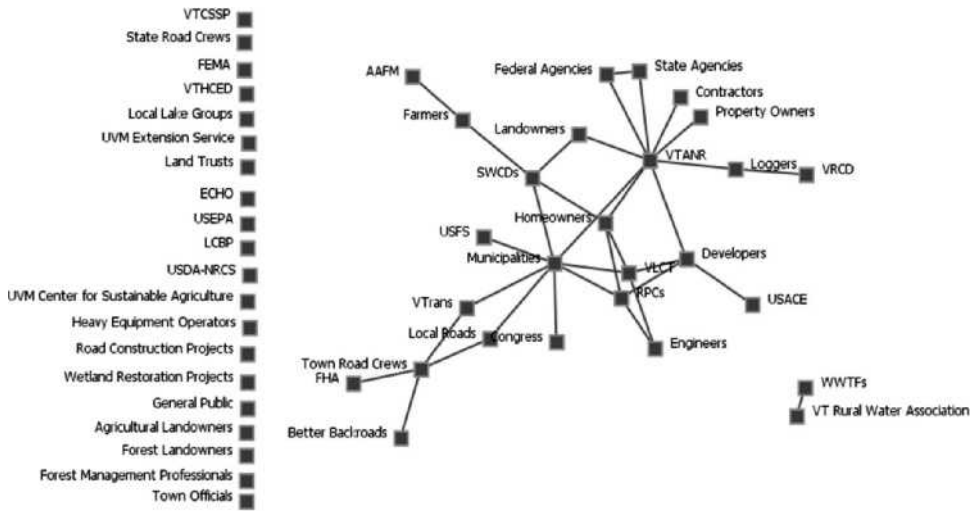 VTCSSP
State Road Crews
FEMA
VTHCED
Local Lake Groups
UVM Extension Service
Land Trusts
ECHO
USEPA
LCBP
USDA-NRCS
UVM Center for Sustainable Agriculture
Heavy Equipment Operators
Road Construction Projects
Wetland Restoration Projects
General Public
Agricultural Landowners
Forest Landowners
Forest Management Professionals
Town Officials
AAFM
Farmers
Federal Agencies
State Agencies
Contractors
Property Owners
Landowners
VTANR
Loggers
VRCD
SWCDs
Homeowners
USFS
Municipalities
VLCT
Developers
RPCs
USACE
VTrans
Local Roads
Congress
Engineers
Town Road Crews
FHA
Better Backroads
WWTFs
VT Rural Water Association